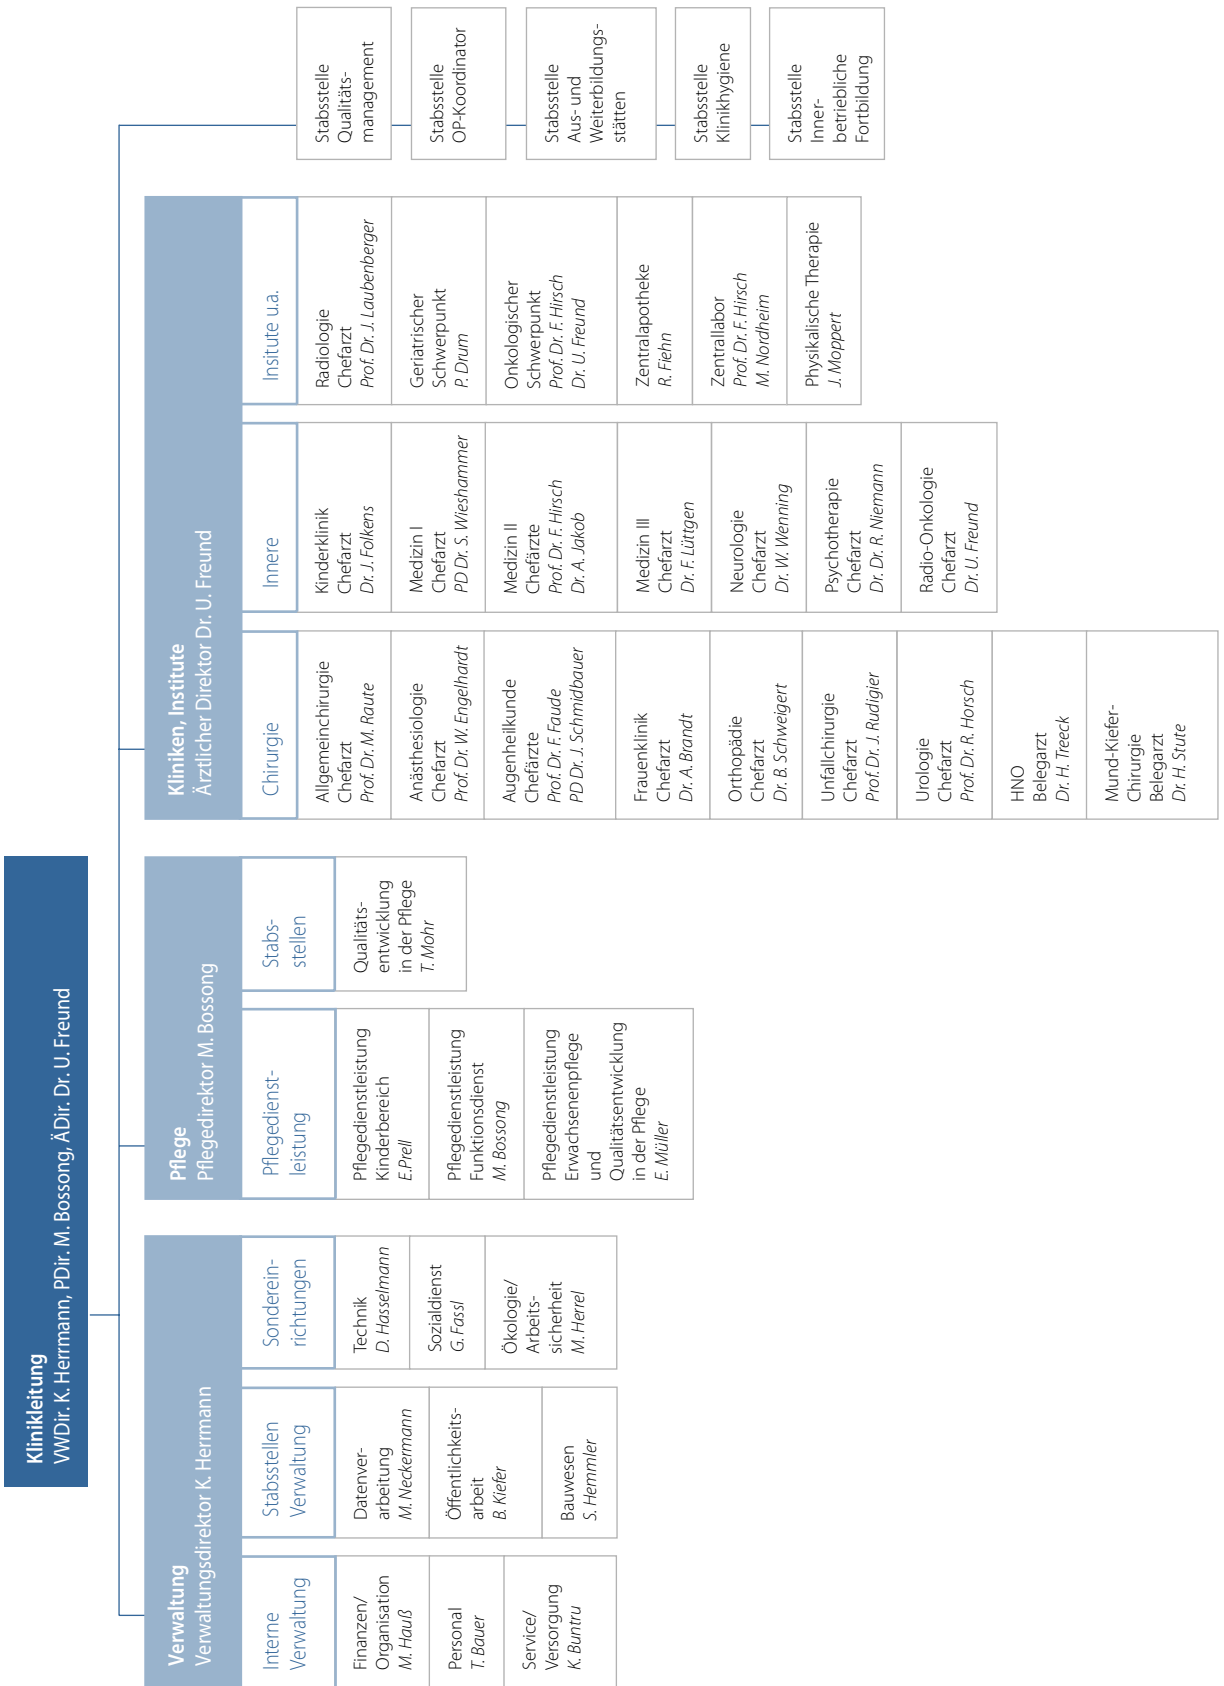 Klinikleitung
VWDir. K. Herrmann, PDir. M. Bossong, ÄDir. Dr. U. Freund
Verwaltung
Verwaltungsdirektor K. Herrmann
Interne
Verwaltung
Finanzen/
Organisation
M. Hauß
Personal
T. Bauer
Service/
Versorgung
K. Buntru
Stabsstellen
Verwaltung
Datenver-
arbeitung
M. Neckermann
Öffentlichkeits-
arbeit
B. Kiefer
Bauwesen
S. Hemmler
Sonderein-
richtungen
Technik
D. Hasselmann
Sozialdienst
G. Fassl
Ökologie/
Arbeits-
sicherheit
M. Herrel
Pflege
Pflegedirektor M. Bossong
Pflegedienst-
leistung
Pflegedienstleistung
Kinderbereich
E.Prell
Pflegedienstleistung
Funktionsdienst
M. Bossong
Pflegedienstleistung
Erwachsenenpflege
und
Qualitätsentwicklung
in der Pflege
E. Müller
Stabs-
stellen
Qualitäts-
entwicklung
in der Pflege
T. Mohr
Kliniken, Institute
Ärztlicher Direktor Dr. U. Freund
Chirurgie
Allgemeinchirurgie
Chefarzt
Prof. Dr. M. Raute
Anästhesiologie
Chefarzt
Prof. Dr. W. Engelhardt
Augenheilkunde
Chefärzte
Prof. Dr. F. Faude
PD Dr. J. Schmidbauer
Frauenklinik
Chefarzt
Dr. A. Brandt
Orthopädie
Chefarzt
Dr. B. Schweigert
Unfallchirurgie
Chefarzt
Prof. Dr. J. Rudigier
Urologie
Chefarzt
Prof. Dr. R. Horsch
HNO
Belegarzt
Dr. H. Treeck
Mund-Kiefer-
Chirurgie
Belegarzt
Dr. H. Stute
Innere
Kinderklinik
Chefarzt
Dr. J. Folkens
Medizin I
Chefarzt
PD Dr. S. Wieshammer
Medizin II
Chefärzte
Prof. Dr. F. Hirsch
Dr. A. Jakob
Medizin III
Chefarzt
Dr. F. Lüttgen
Neurologie
Chefarzt
Dr. W. Wenning
Psychotherapie
Chefarzt
Dr. Dr. R. Niemann
Radio-Onkologie
Chefarzt
Dr. U. Freund
Insitute u.a.
Radiologie
Chefarzt
Prof. Dr. J. Laubenberger
Geriatrischer
Schwerpunkt
P. Drum
Onkologischer
Schwerpunkt
Prof. Dr. F. Hirsch
Dr. U. Freund
Zentralapotheke
R. Fiehn
Zentrallabor
Prof. Dr. F. Hirsch
M. Nordheim
Physikalische Therapie
J. Moppert
Stabsstelle
Qualitäts-
management
Stabsstelle
OP-Koordinator
Stabsstelle
Aus- und
Weiterbildungs-
stätten
Stabsstelle
Klinikhygiene
Stabsstelle
Inner-
betriebliche
Fortbildung